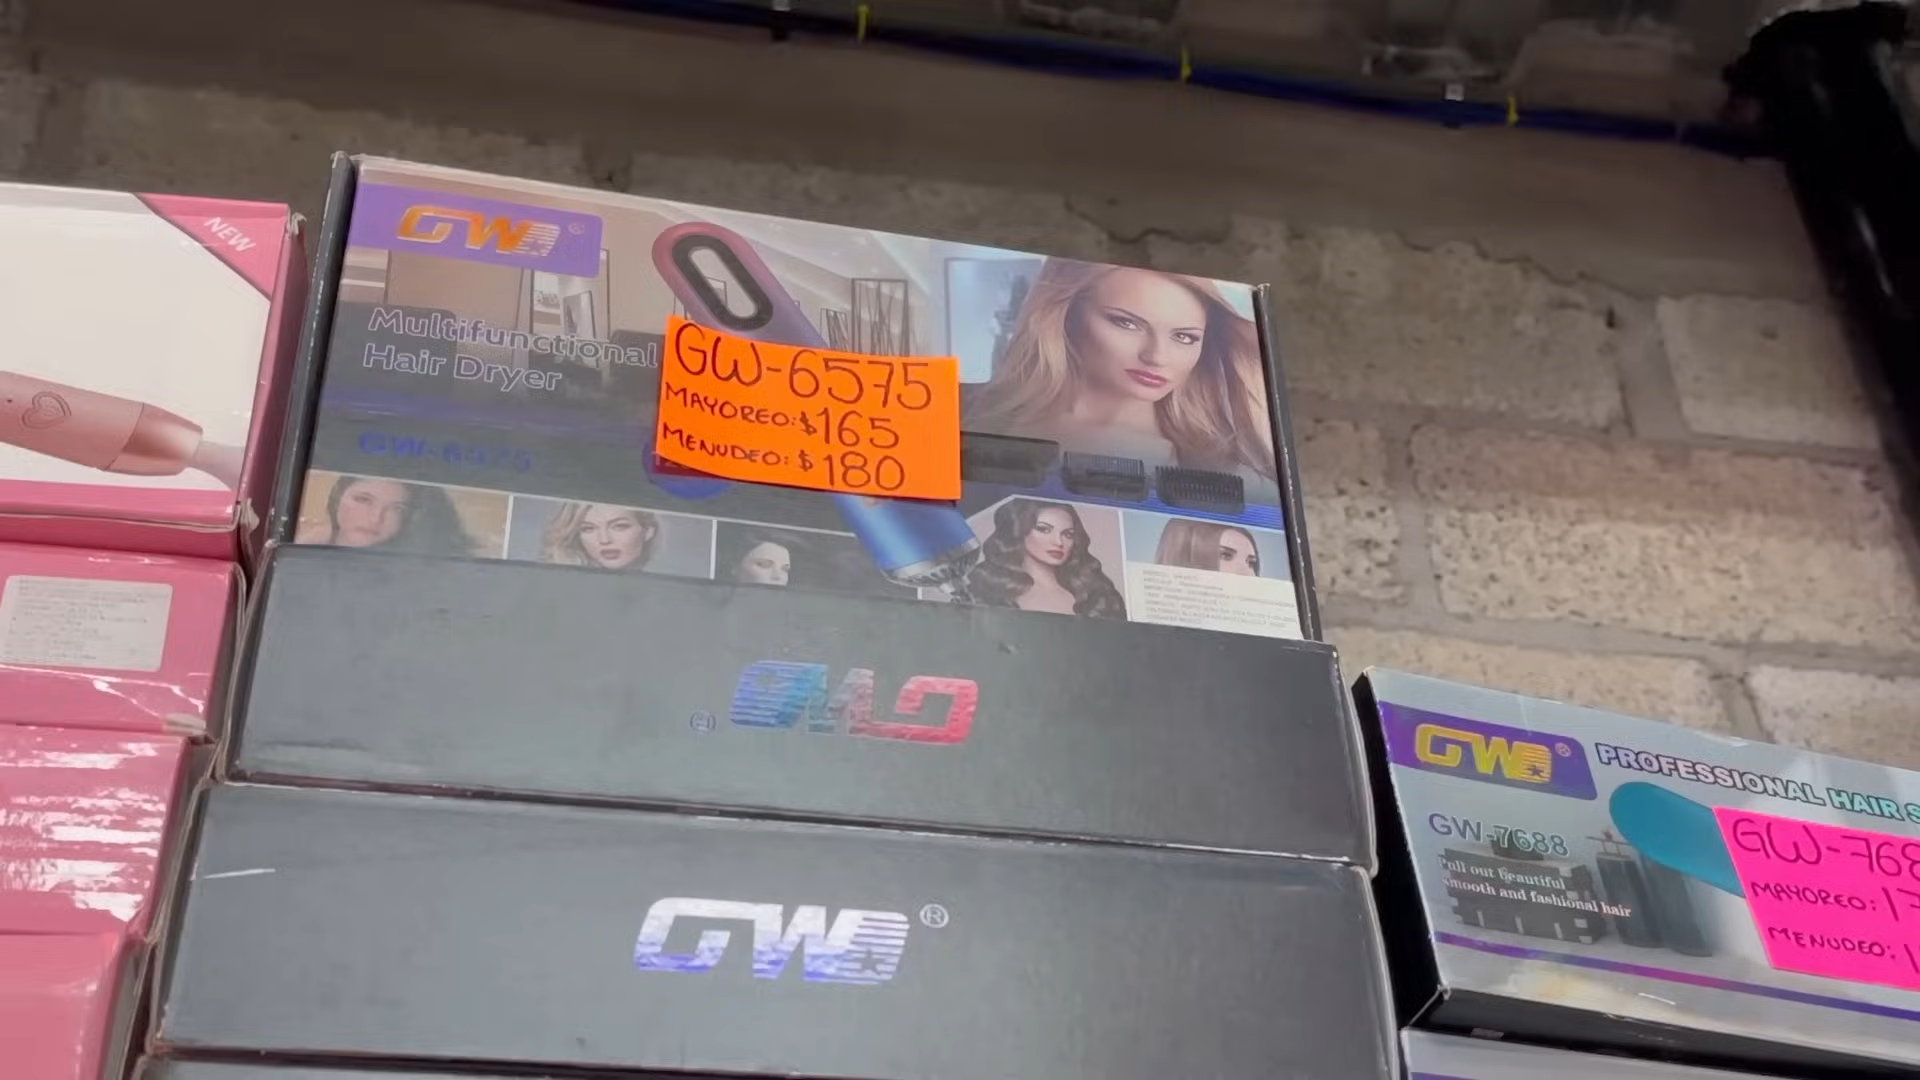 NEW
GW ®
Multifunctional
Hair Dryer
GW-6575
GW-6575
MAYOREO: $165
MENUDEO: $180
GW ®
GW ®
GW ®
PROFESSIONAL HAIR
GW-7688
Pull out beautiful
smooth and fashional hair
GW-768
MAYOREO: 1
MENUDEO: